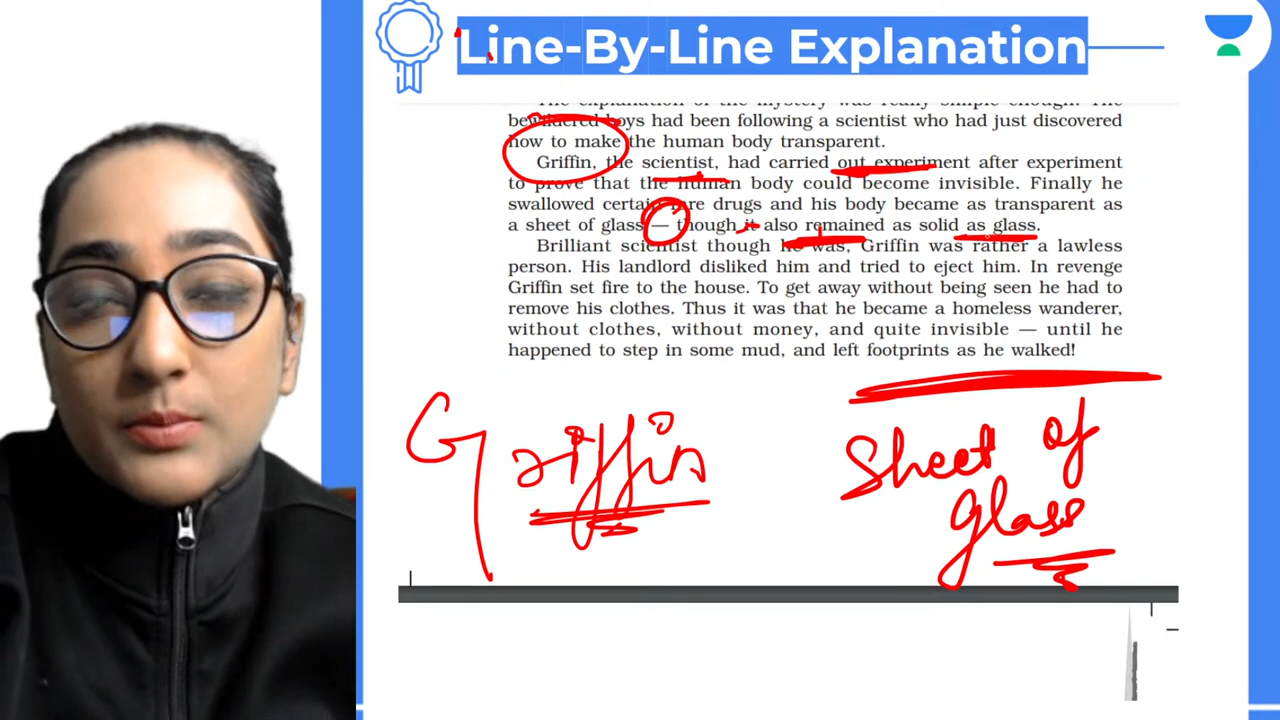 Line-By-Line Explanation
The explanation of the mystery was really simple enough. The
bewildered boys had been following a scientist who had just discovered
how to make the human body transparent.
Griffin, the scientist, had carried out experiment after experiment
to prove that the human body could become invisible. Finally he
swallowed certain rare drugs and his body became as transparent as
a sheet of glass — though it also remained as solid as glass.
Brilliant scientist though he was, Griffin was rather a lawless
person. His landlord disliked him and tried to eject him. In revenge
Griffin set fire to the house. To get away without being seen he had to
remove his clothes. Thus it was that he became a homeless wanderer,
without clothes, without money, and quite invisible — until he
happened to step in some mud, and left footprints as he walked!
Griffin
Sheet of
glass